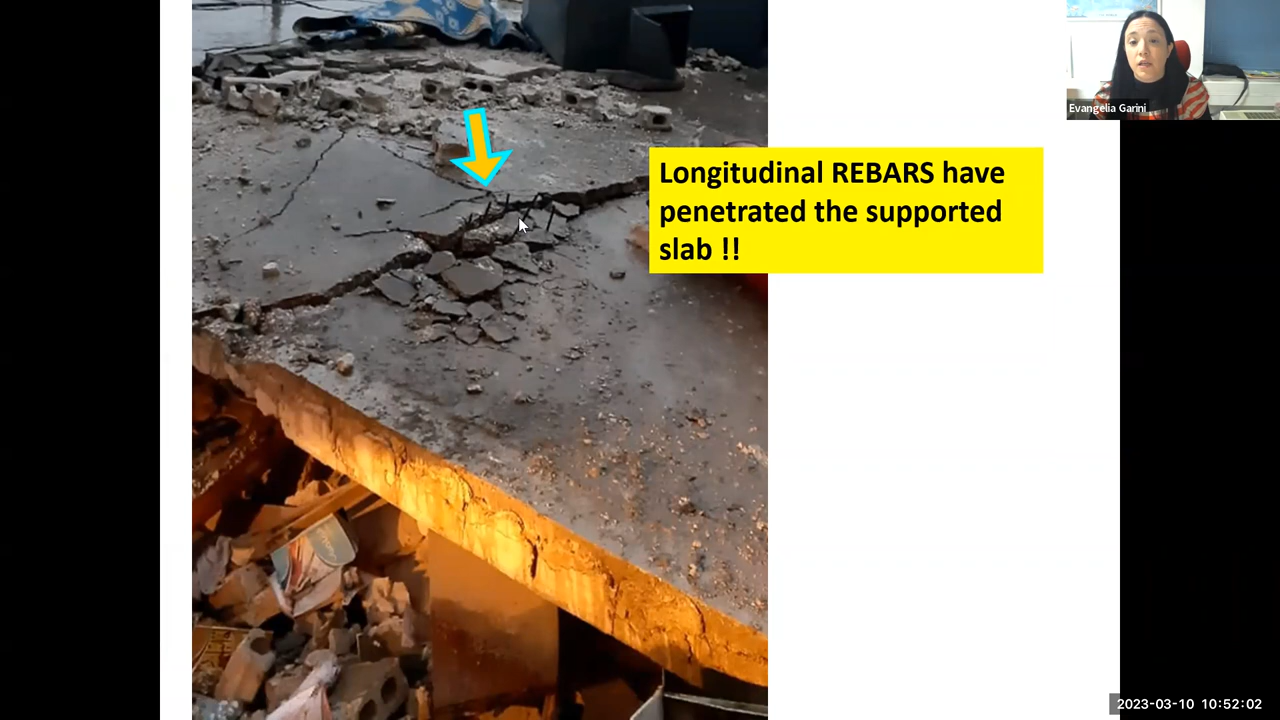 Evangelia Garini
Longitudinal REBARS have
penetrated the supported
slab !!
2023-03-10 10:52:02